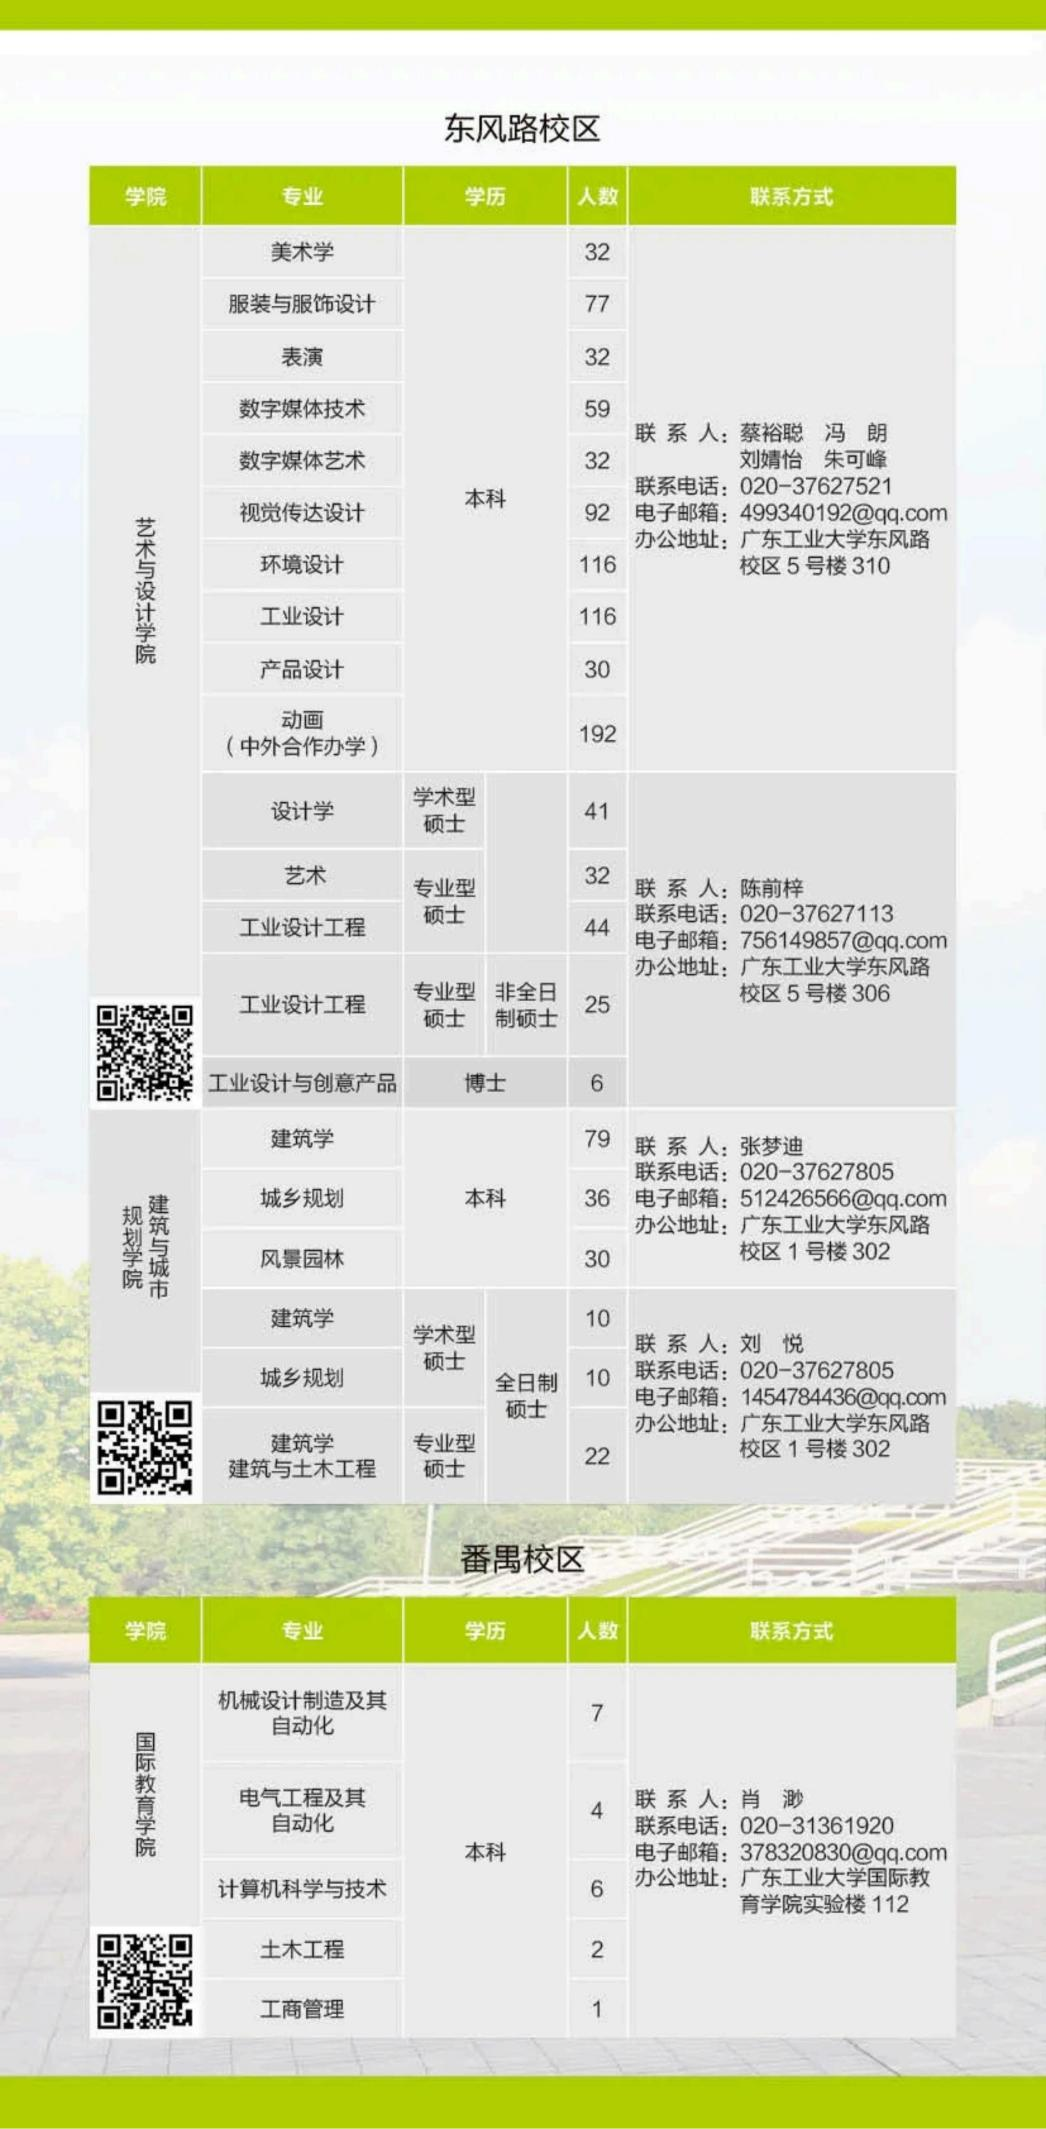 东风路校区
学院 专业 学历 人数 联系方式
艺术与设计学院
美术学 32
服装与服饰设计 77
表演 32
数字媒体技术 59
数字媒体艺术 32
视觉传达设计 92
环境设计 116
工业设计 116
产品设计 30
动画
（中外合作办学） 192
本科
联 系 人：蔡裕聪 冯 朗
刘婧怡 朱可峰
联系电话：020-37627521
电子邮箱：499340192@qq.com
办公地址：广东工业大学东风路
校区 5 号楼 310
设计学 学术型
硕士 41
艺术 32
专业型
硕士
工业设计工程 44
工业设计工程 专业型
硕士 非全日
制硕士 25
工业设计与创意产品 博士 6
联 系 人：陈前梓
联系电话：020-37627113
电子邮箱：756149857@qq.com
办公地址：广东工业大学东风路
校区 5 号楼 306
建筑与城市
规划学院
建筑学 79
城乡规划 本科 36
风景园林 30
联 系 人：张梦迪
联系电话：020-37627805
电子邮箱：512426566@qq.com
办公地址：广东工业大学东风路
校区 1 号楼 302
建筑学 10
学术型
硕士
城乡规划 10
全日制
硕士
建筑学
建筑与土木工程 专业型
硕士 22
联 系 人：刘 悦
联系电话：020-37627805
电子邮箱：1454784436@qq.com
办公地址：广东工业大学东风路
校区 1 号楼 302
番禺校区
学院 专业 学历 人数 联系方式
国际教育学院
机械设计制造及其
自动化 7
电气工程及其
自动化 4
本科
计算机科学与技术 6
土木工程 2
工商管理 1
联 系 人：肖 渺
联系电话：020-31361920
电子邮箱：378320830@qq.com
办公地址：广东工业大学国际教
育学院实验楼 112